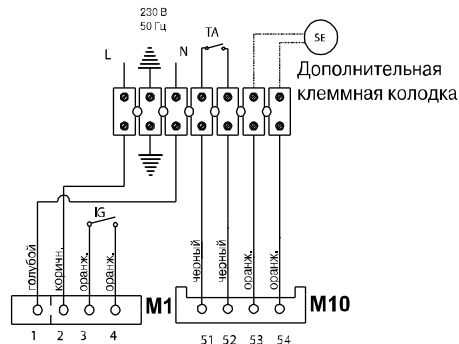 230 В
50 Гц
L
N
TA
SE
Дополнительная
клеммная колодка
IG
голубой
коричн.
оранж.
оранж.
черный
черный
оранж.
оранж.
M1
M10
1 2 3 4
51 52 53 54